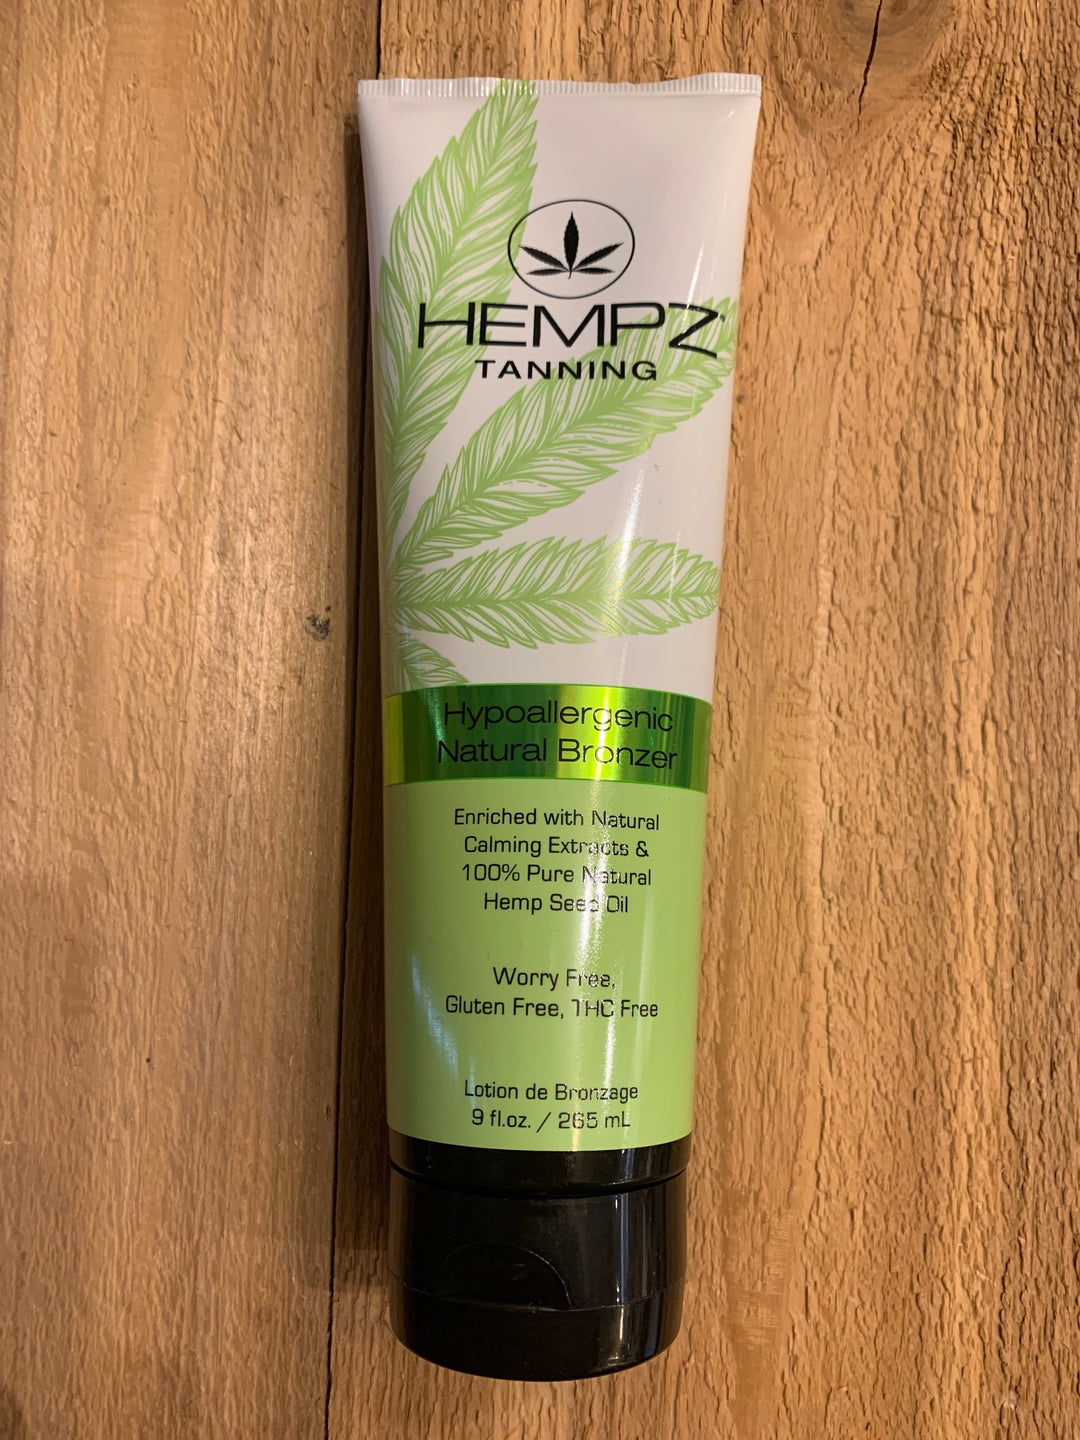 HEMPZ
TANNING
Hypoallergenic
Natural Bronzer
Enriched with Natural
Calming Extracts &
100% Pure Natural
Hemp Seed Oil
Worry Free,
Gluten Free, THC Free
Lotion de Bronzage
9 fl.oz. / 265 mL